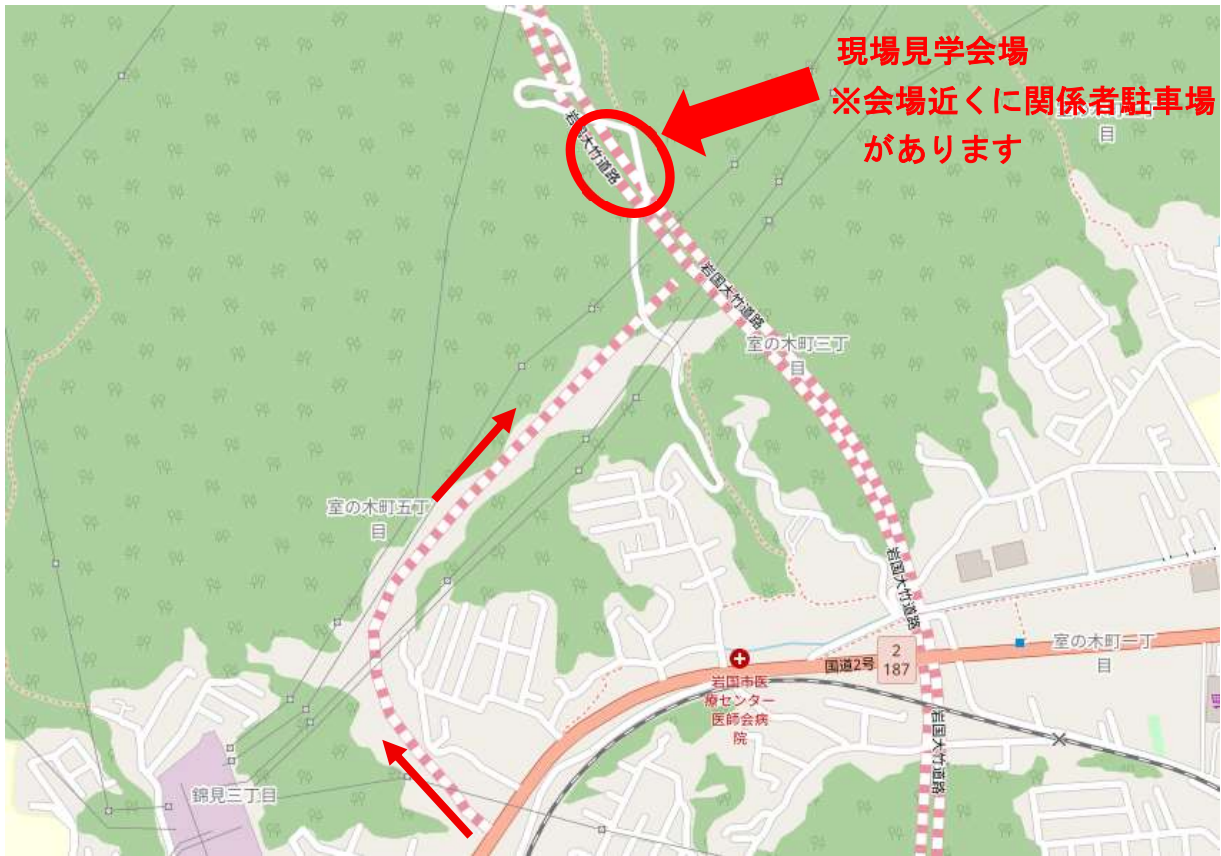 現場見学会場
※会場近くに関係者駐車場
があります
目
岩国大竹道路
岩国大竹道路
室の木町三丁
目
室の木町五丁
目
岩国大竹道路
室の木町一丁
目
国道2号
2
187
岩国市医
療センター
医師会病
院
岩国大竹道路
錦見三丁目